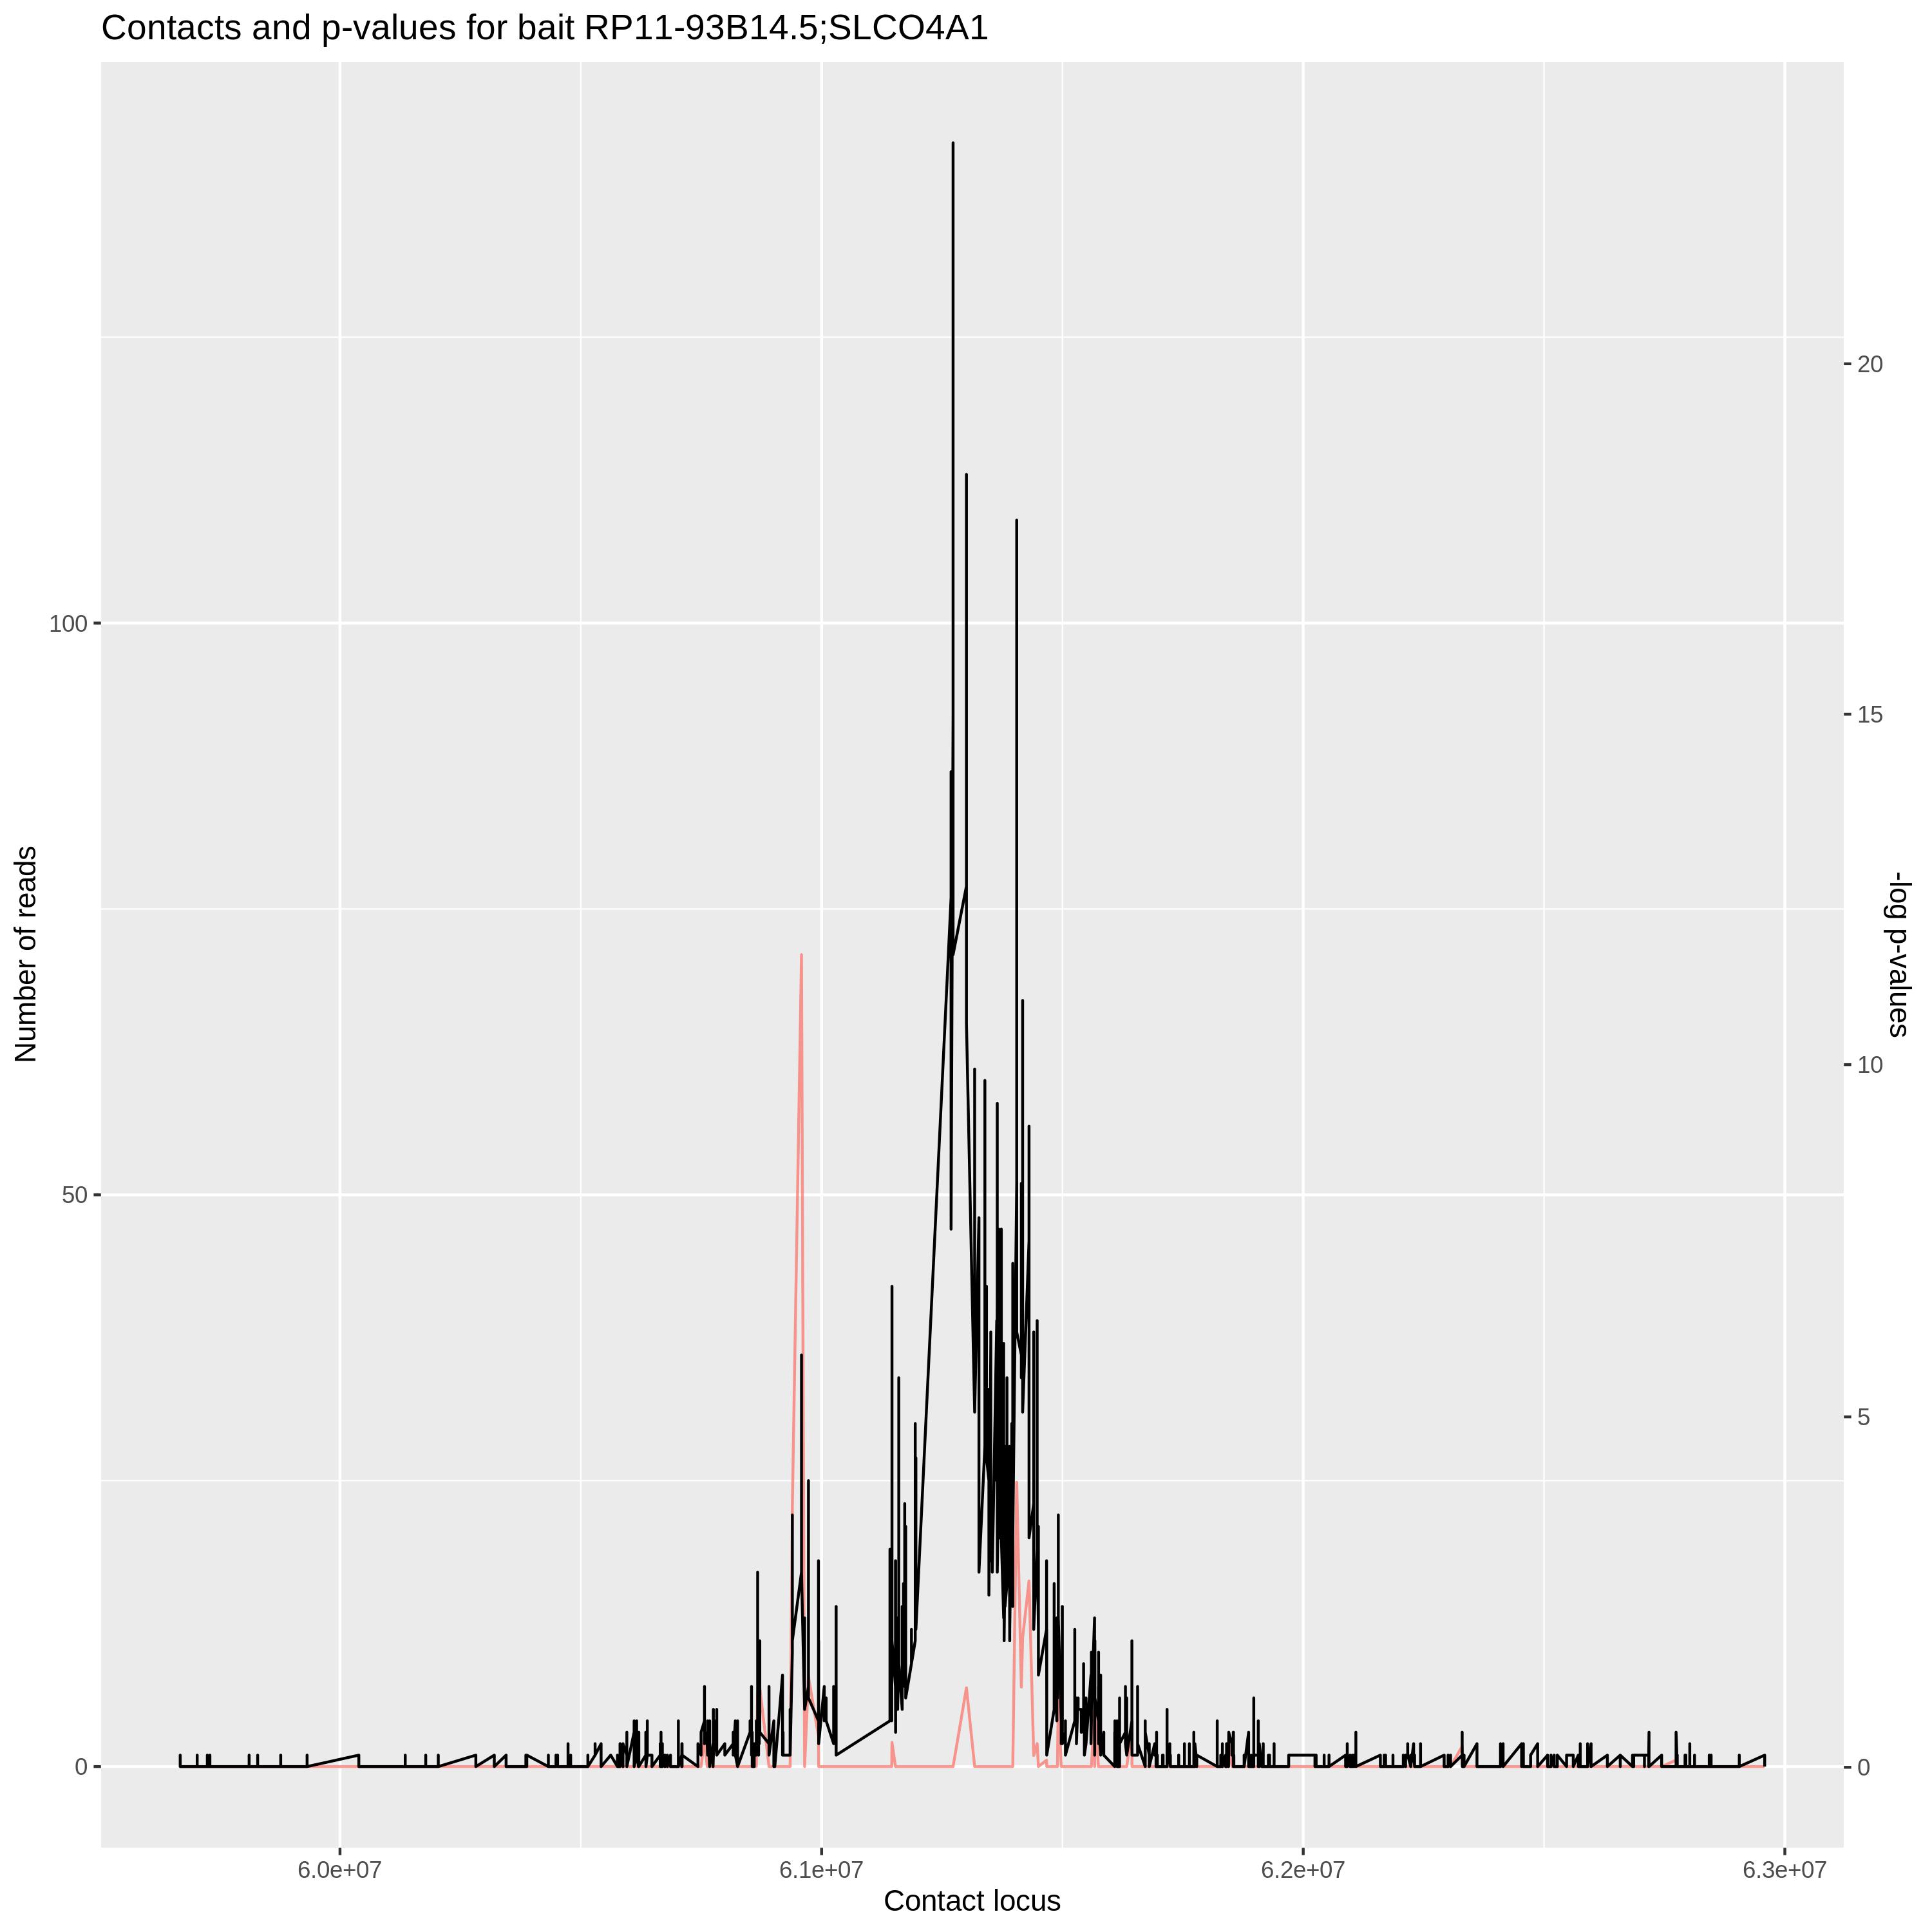 Contacts and p-values for bait RP11-93B14.5;SLCO4A1
100
50
0
Number of reads
20
15
10
5
0
-log p-values
6.0e+07
6.1e+07
6.2e+07
6.3e+07
Contact locus